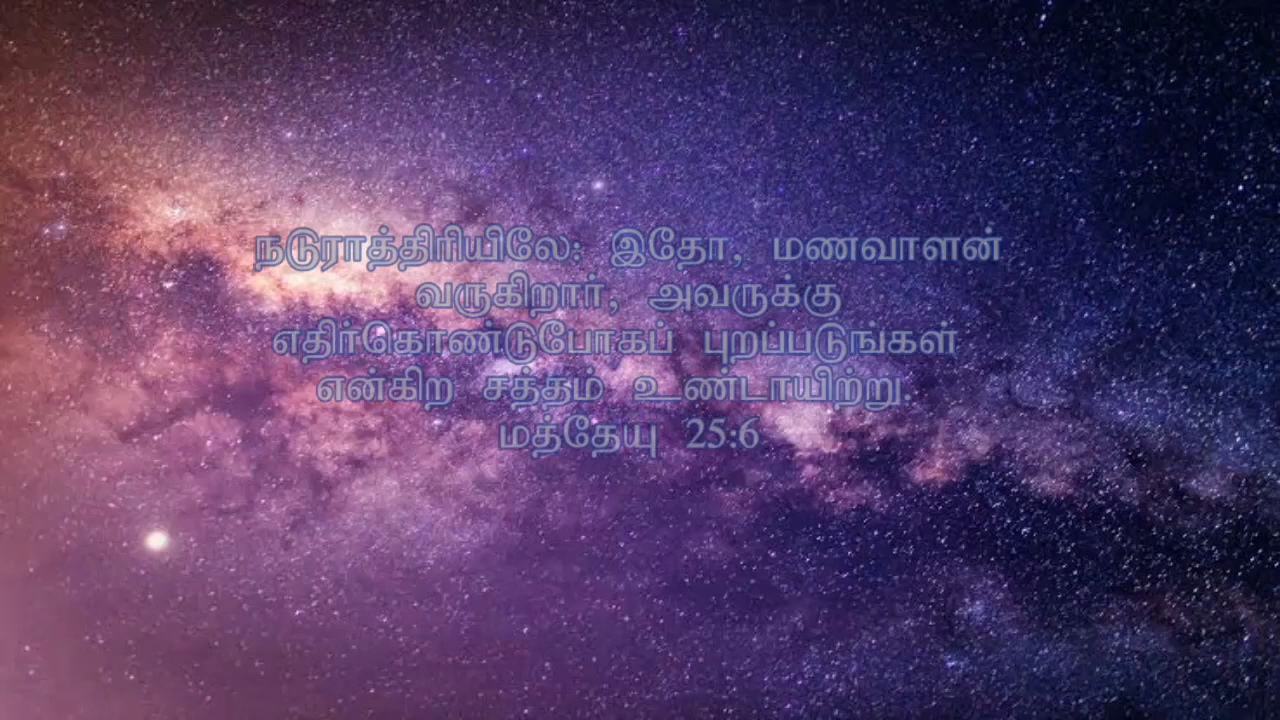 நடுராத்திரியிலே: இதோ, மணவாளன்
வருகிறார், அவருக்கு
எதிர்கொண்டுபோகப் புறப்படுங்கள்
என்கிற சத்தம் உண்டாயிற்று.
மத்தேயு 25:6